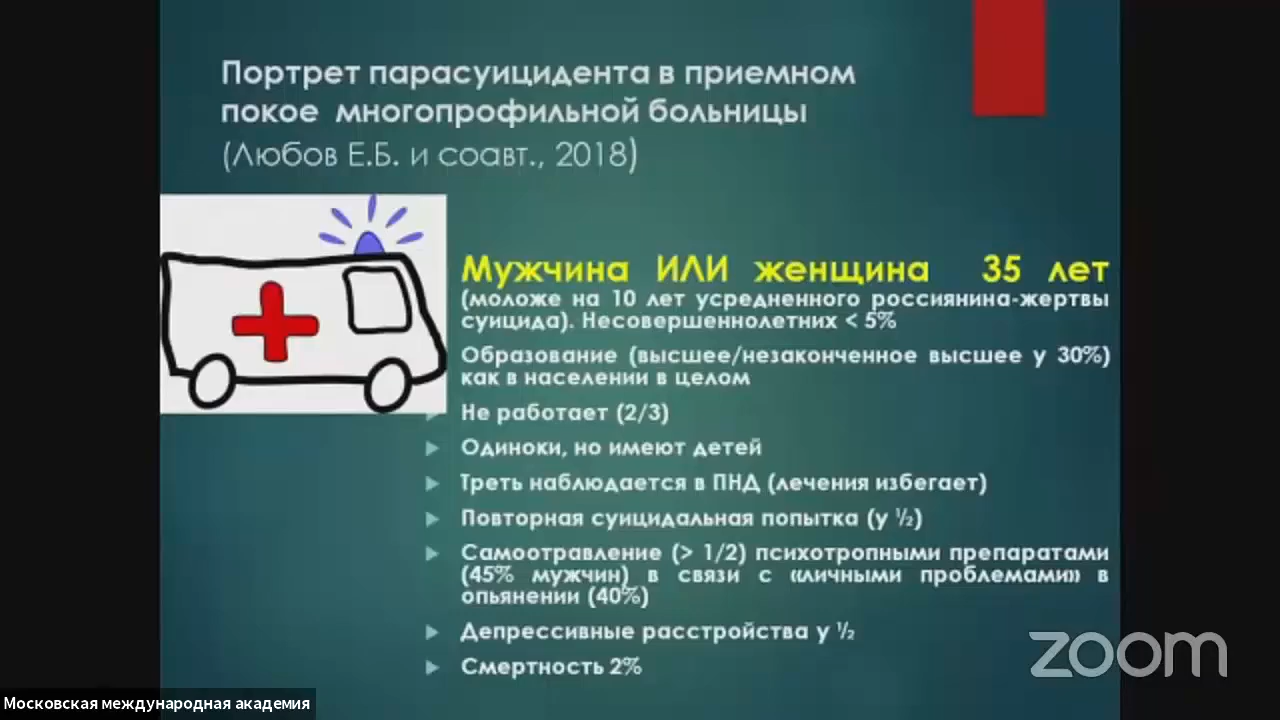 Портрет парасуицидента в приемном
покое многопрофильной больницы
(Любов Е.Б. и соавт., 2018)
Мужчина ИЛИ женщина 35 лет
(моложе на 10 лет усредненного россиянина-жертвы
суицида). Несовершеннолетних < 5%
Образование (высшее/незаконченное высшее у 30%)
как в населении в целом
Не работает (2/3)
Одиноки, но имеют детей
Треть наблюдается в ПНД (лечения избегает)
Повторная суицидальная попытка (у ½)
Самоотравление (> 1/2) психотропными препаратами
(45% мужчин) в связи с «личными проблемами» в
опьянении (40%)
Депрессивные расстройства у ½
Смертность 2%
zoom
Московская международная академия